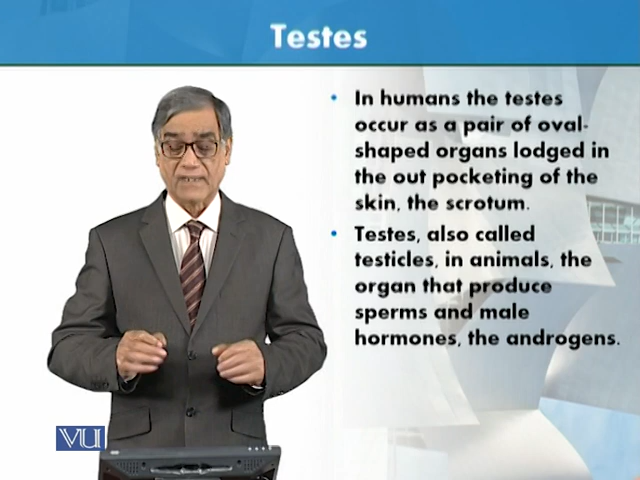 Testes
• In humans the testes
occur as a pair of oval-
shaped organs lodged in
the out pocketing of the
skin, the scrotum.
• Testes, also called
testicles, in animals, the
organ that produce
sperms and male
hormones, the androgens.
VU